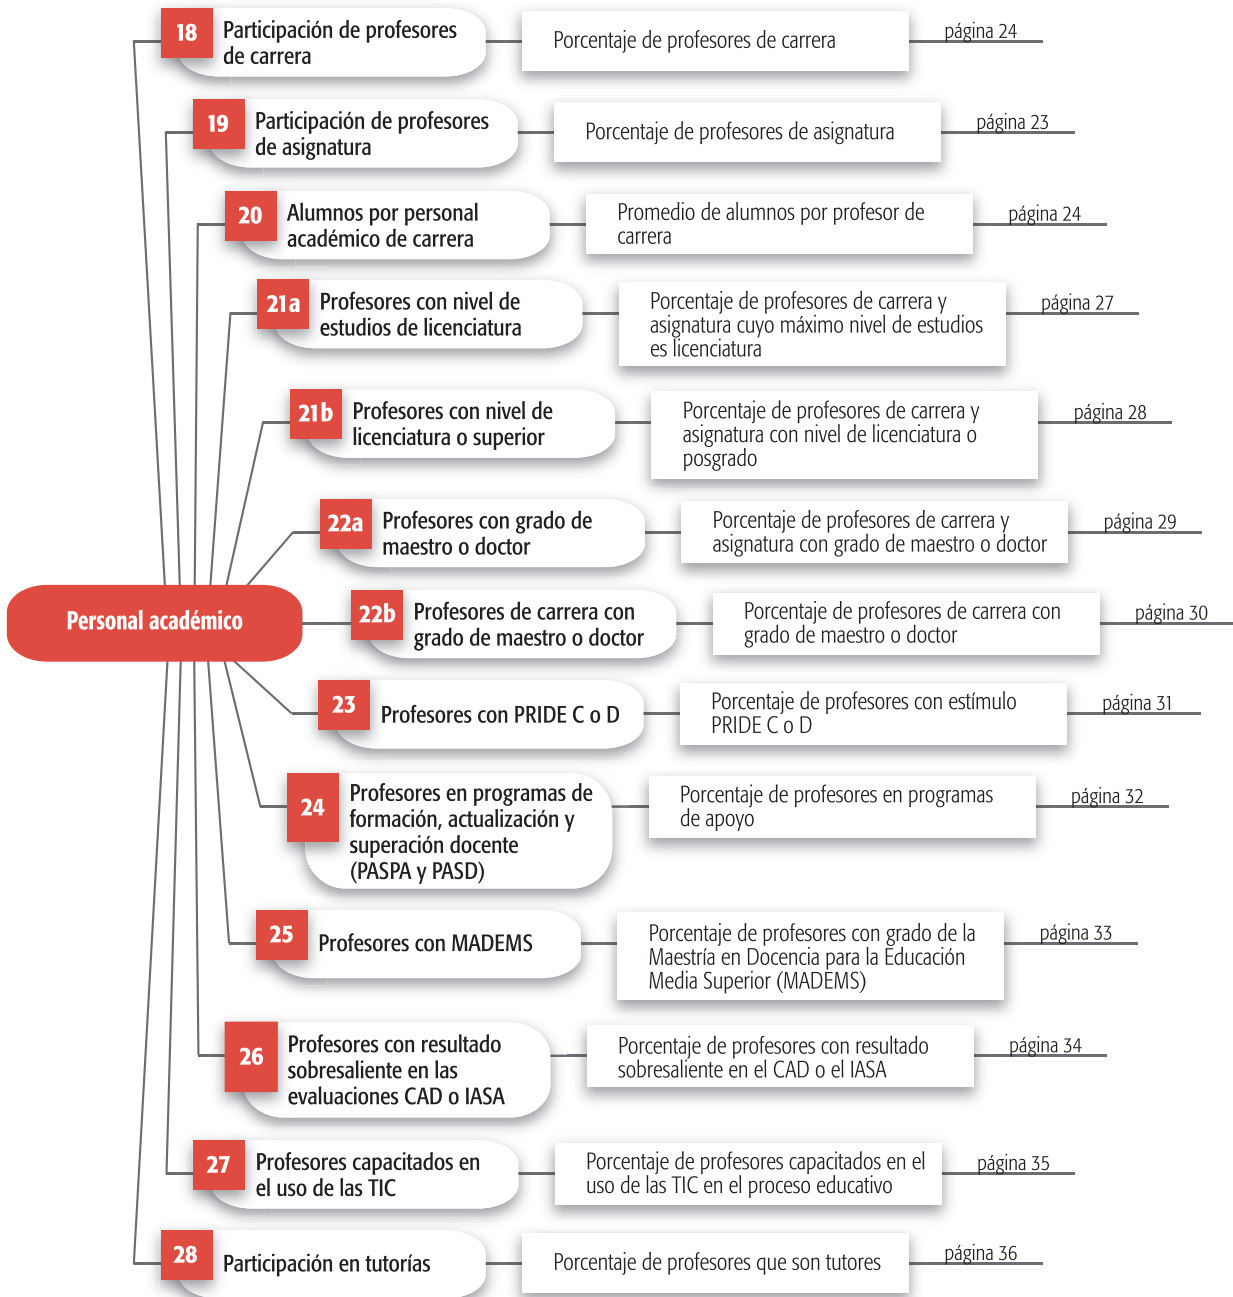 18
Participación de profesores
de carrera
Porcentaje de profesores de carrera
página 24
19
Participación de profesores
de asignatura
Porcentaje de profesores de asignatura
página 23
20
Alumnos por personal
académico de carrera
Promedio de alumnos por profesor de
carrera
página 24
21a
Profesores con nivel de
estudios de licenciatura
Porcentaje de profesores de carrera y
asignatura cuyo máximo nivel de estudios
es licenciatura
página 27
21b
Profesores con nivel de
licenciatura o superior
Porcentaje de profesores de carrera y
asignatura con nivel de licenciatura o
posgrado
página 28
22a
Profesores con grado de
maestro o doctor
Porcentaje de profesores de carrera y
asignatura con grado de maestro o doctor
página 29
Personal académico
22b
Profesores de carrera con
grado de maestro o doctor
Porcentaje de profesores de carrera con
grado de maestro o doctor
página 30
23
Profesores con PRIDE C o D
Porcentaje de profesores con estímulo
PRIDE C o D
página 31
24
Profesores en programas de
formación, actualización y
superación docente
(PASPA y PASD)
Porcentaje de profesores en programas
de apoyo
página 32
25
Profesores con MADEMS
Porcentaje de profesores con grado de la
Maestría en Docencia para la Educación
Media Superior (MADEMS)
página 33
26
Profesores con resultado
sobresaliente en las
evaluaciones CAD o IASA
Porcentaje de profesores con resultado
sobresaliente en el CAD o el IASA
página 34
27
Profesores capacitados en
el uso de las TIC
Porcentaje de profesores capacitados en el
uso de las TIC en el proceso educativo
página 35
28
Participación en tutorías
Porcentaje de profesores que son tutores
página 36